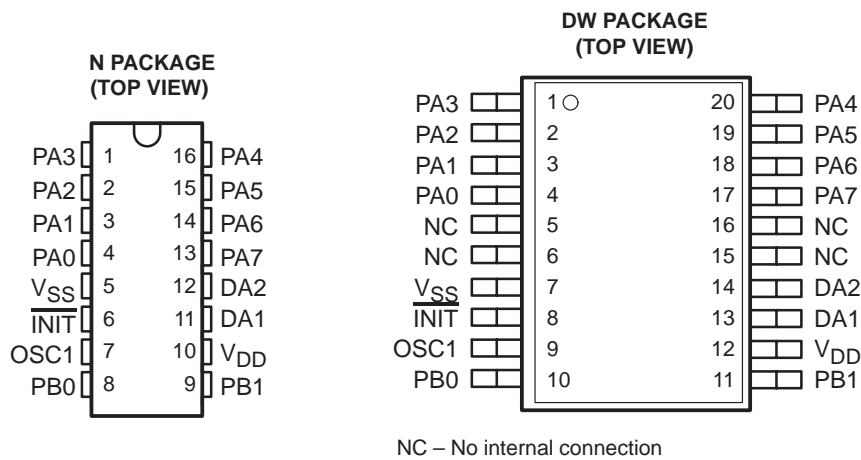 N PACKAGE
(TOP VIEW)
PA3 1 16 PA4
PA2 2 15 PA5
PA1 3 14 PA6
PA0 4 13 PA7
VSS 5 12 DA2
INIT 6 11 DA1
OSC1 7 10 VDD
PB0 8 9 PB1
DW PACKAGE
(TOP VIEW)
PA3 1 20 PA4
PA2 2 19 PA5
PA1 3 18 PA6
PA0 4 17 PA7
NC 5 16 NC
NC 6 15 NC
VSS 7 14 DA2
INIT 8 13 DA1
OSC1 9 12 VDD
PB0 10 11 PB1
NC – No internal connection